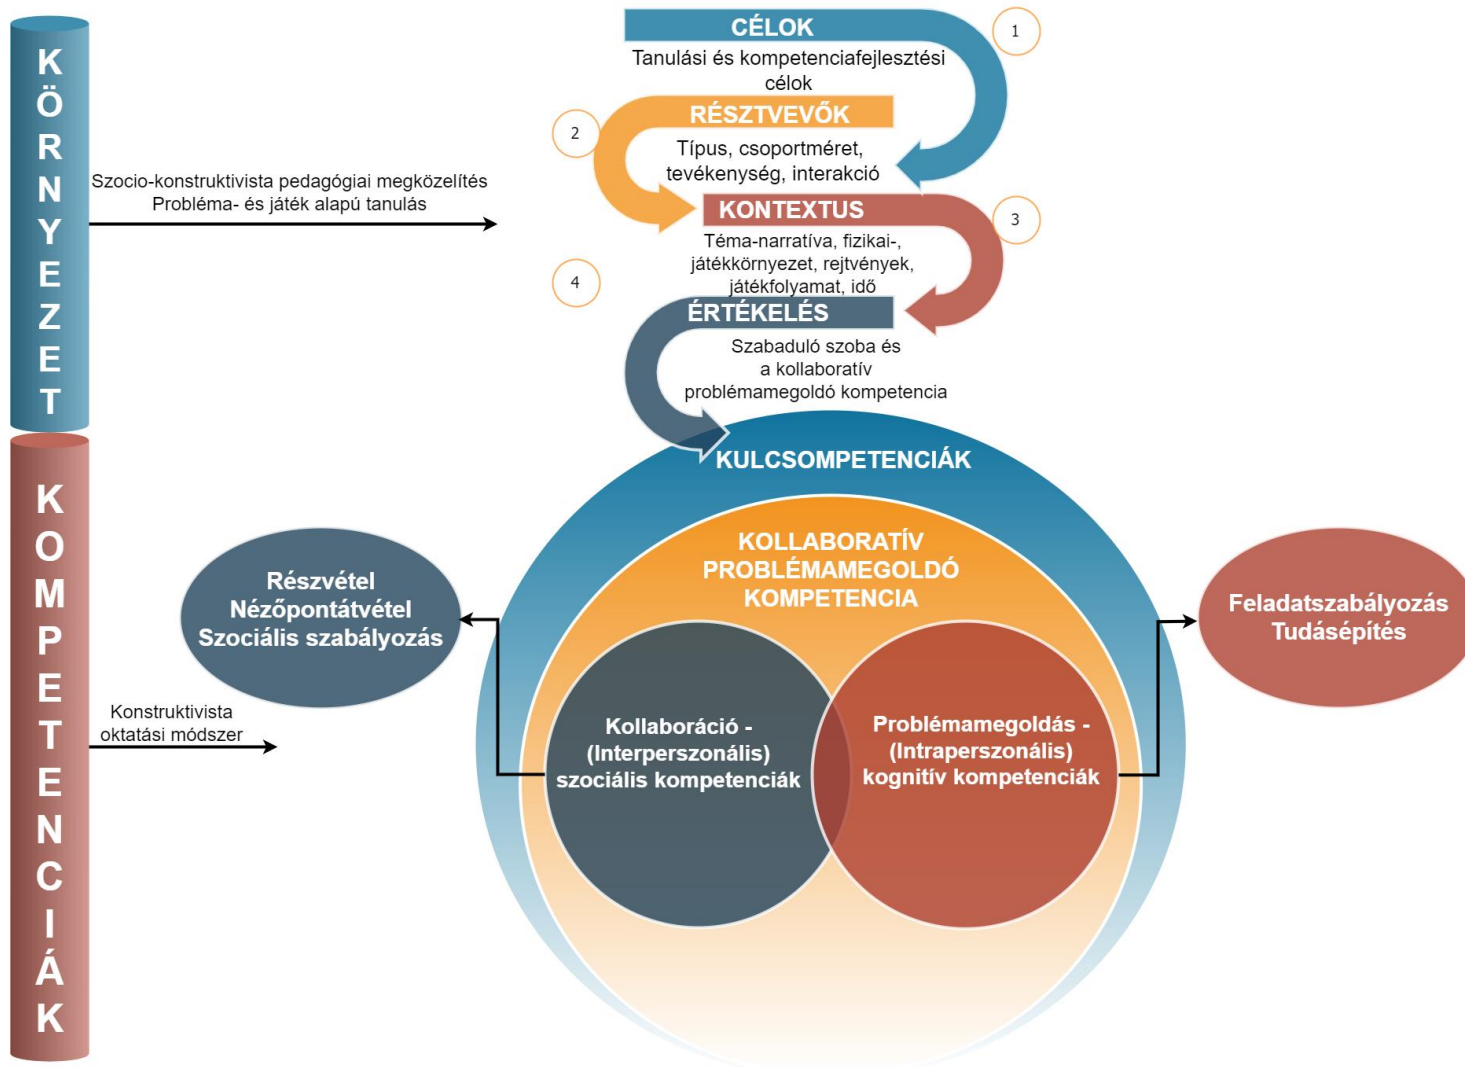 KÖRNYEZET
CÉLOK
1
Tanulási és kompetenciafejlesztési
célok
RÉSZTVEVŐK
2
Típus, csoportméret,
tevékenység, interakció
Szocio-konstruktivista pedagógiai megközelítés
Probléma- és játék alapú tanulás
KONTEXTUS
3
Téma-narratíva, fizikai-,
játékkörnyezet, rejtvények,
játékfolyamat, idő
4
ÉRTÉKELÉS
Szabaduló szoba és
a kollaboratív
problémamegoldó kompetencia
KOMPETENCIÁK
KULCSOMPETENCIÁK
KOLLABORATÍV
PROBLÉMAMEGOLDÓ
KOMPETENCIA
Részvétel
Nézőpontátvétel
Szociális szabályozás
Feladatszabályozás
Tudásépítés
Konstruktivista
oktatási módszer
Kollaboráció -
(Interperszonális)
szociális kompetenciák
Problémamegoldás -
(Intraperszonális)
kognitív kompetenciák